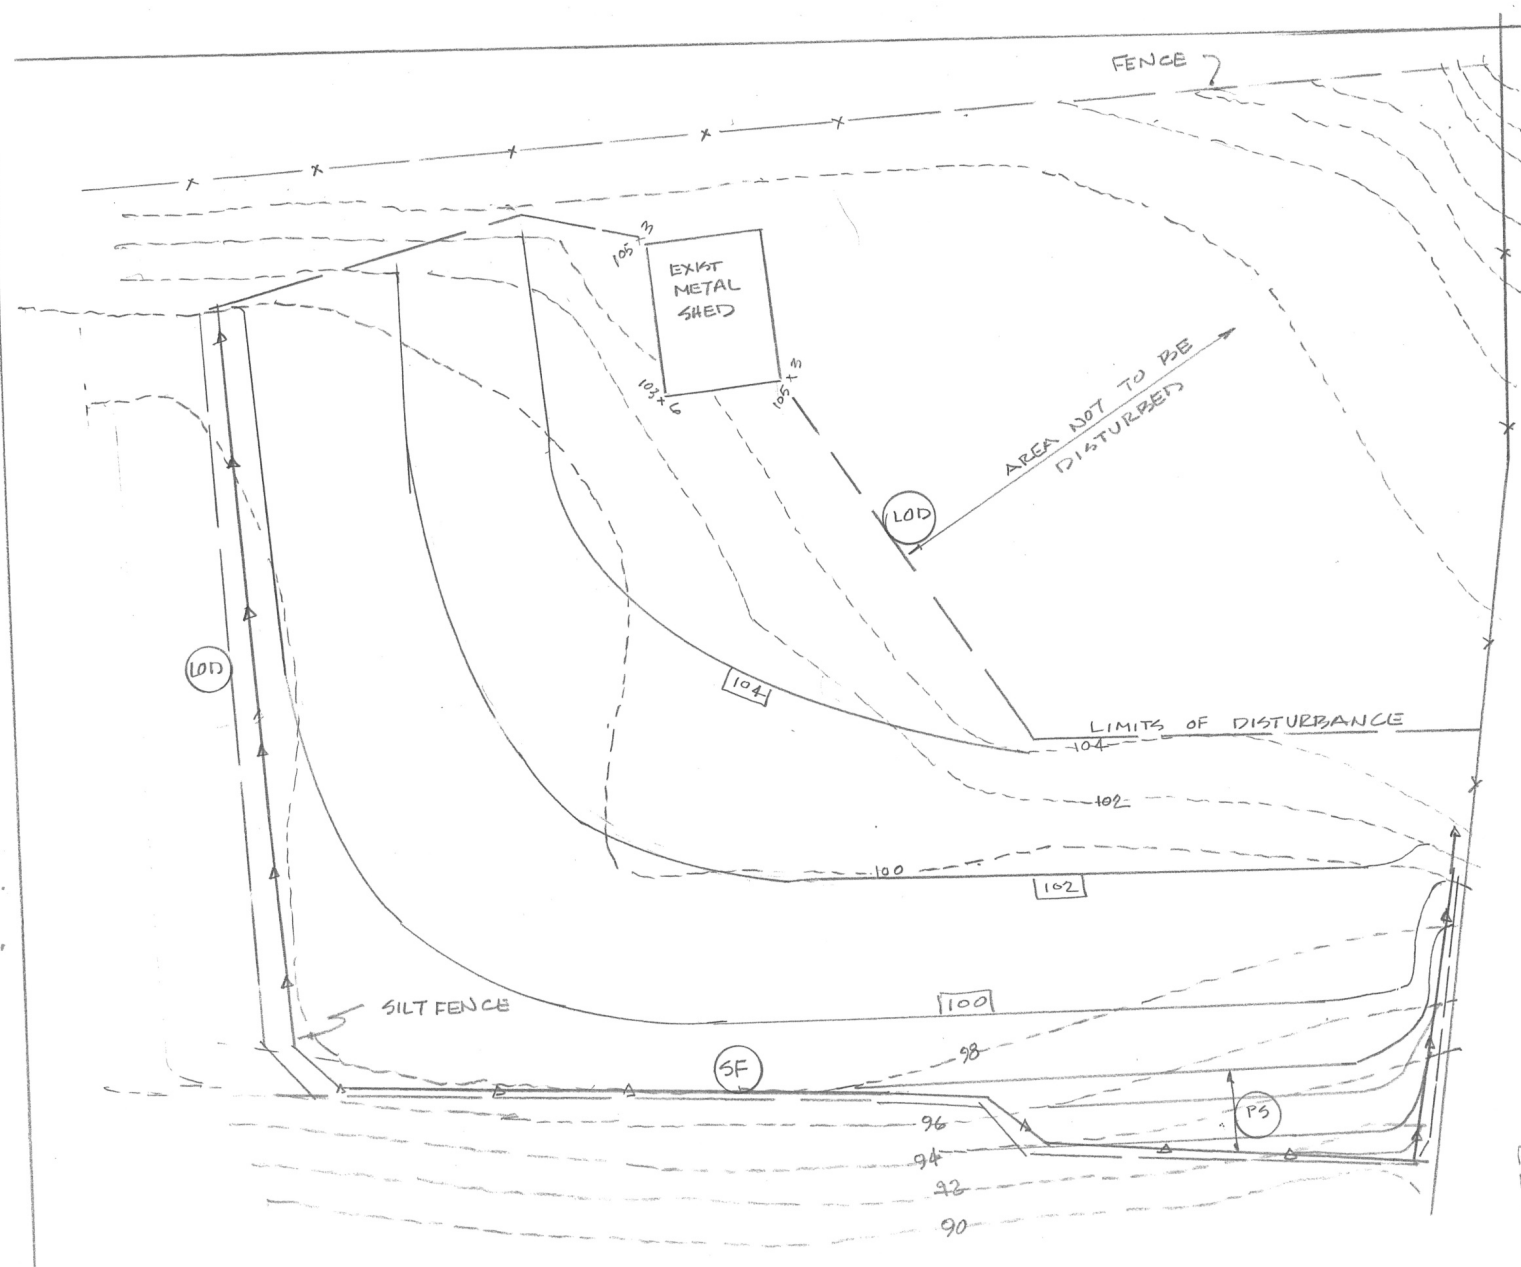 FENCE
105
3
EXIST
METAL
SHED
103
6
105
3
AREA NOT TO BE
DISTURBED
LOD
LOD
104
LIMITS OF DISTURBANCE
104
102
100
102
SILT FENCE
100
98
SF
PS
96
94
92
90